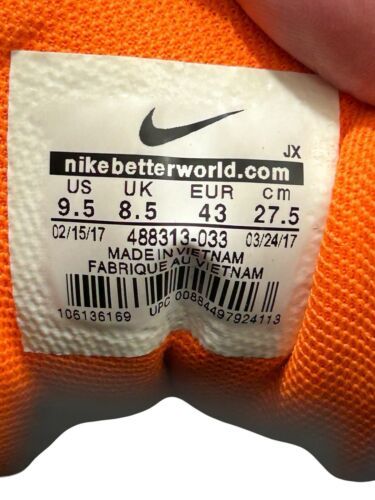 JX
nikebetterworld.com
US UK EUR cm
9.5 8.5 43 27.5
02/15/17 488313-033 03/24/17
MADE IN VIETNAM
FABRIQUE AU VIETNAM
106136169 UPC 00884497924113